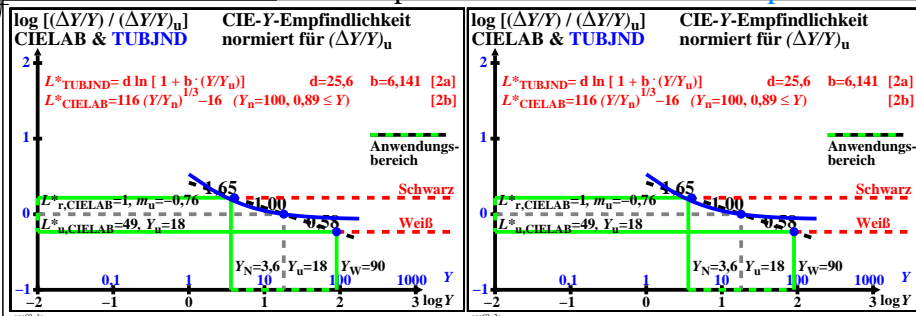 log [(ΔY/Y) / (ΔY/Y)u] CIE-Y-Empfindlichkeit
CIELAB & TUBJND normiert für (ΔY/Y)u
2
L*TUBJND= d ln [ 1 + b·(Y/Yu)] d=25,6 b=6,141 [2a]
L*CIELAB=116 (Y/Yn)1/3−16 (Yn=100, 0,89 ≤ Y) [2b]
1
Anwendungs-
bereich
1.65
Schwarz
L*r,CIELAB=1, mu=−0,76 1.00
0
L*u,CIELAB=49, Yu=18 0.58 Weiß
YN=3,6 Yu=18 YW=90
0,1 1 10 100 1000 Y
−1
−2 −1 0 1 2 3 log Y
log [(ΔY/Y) / (ΔY/Y)u] CIE-Y-Empfindlichkeit
CIELAB & TUBJND normiert für (ΔY/Y)u
2
L*TUBJND= d ln [ 1 + b·(Y/Yu)] d=25,6 b=6,141 [2a]
L*CIELAB=116 (Y/Yn)1/3−16 (Yn=100, 0,89 ≤ Y) [2b]
1
Anwendungs-
bereich
1.65
Schwarz
L*r,CIELAB=1, mu=−0,76 1.00
0
L*u,CIELAB=49, Yu=18 0.58 Weiß
YN=3,6 Yu=18 YW=90
0,1 1 10 100 1000 Y
−1
−2 −1 0 1 2 3 log Y